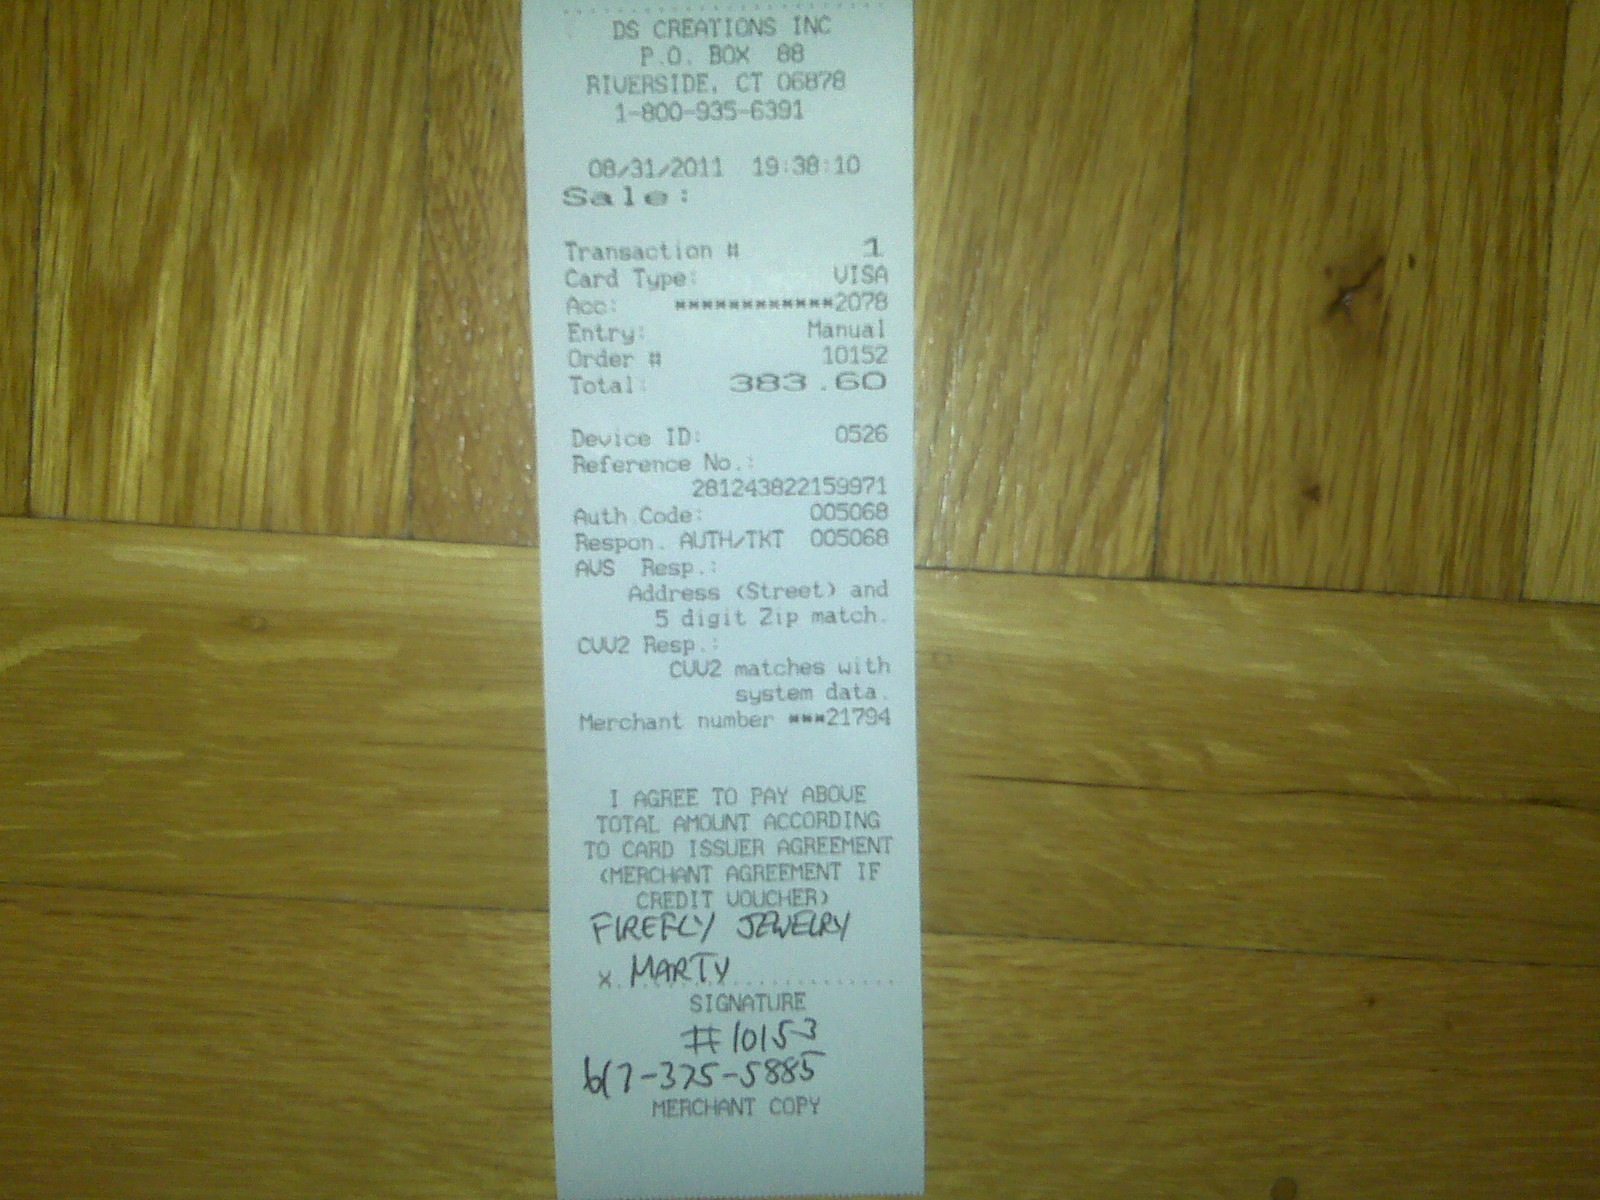 DS CREATIONS INC
P.O. BOX 88
RIVERSIDE, CT 06878
1-800-935-6391
08/31/2011 19:38:10
Sale:
Transaction # 1
Card Type: VISA
Acc: ************2078
Entry: Manual
Order # 10152
Total: 383.60
Device ID: 0526
Reference No.:
281243822159971
Auth Code: 005068
Respon. AUTH/TKT 005068
AVS Resp.:
Address (Street) and
5 digit Zip match.
CVV2 Resp.:
CVV2 matches with
system data.
Merchant number ***21794
I AGREE TO PAY ABOVE
TOTAL AMOUNT ACCORDING
TO CARD ISSUER AGREEMENT
(MERCHANT AGREEMENT IF
CREDIT VOUCHER)
FIREFLY JEWELRY
x MARTY
SIGNATURE
#10153
617-375-5885
MERCHANT COPY